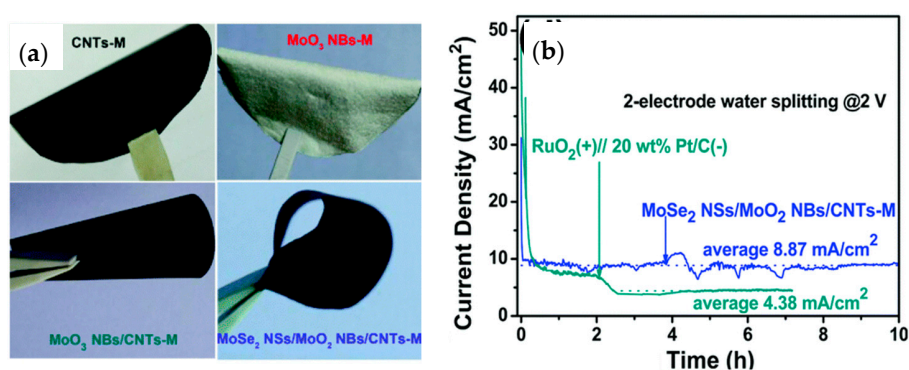 (a)
CNTs-M
MoO₃ NBs-M
MoO₃ NBs/CNTs-M
MoSe₂ NSs/MoO₂ NBs/CNTs-M
(b)
Current Density (mA/cm²)
50
40
30
20
10
0
2-electrode water splitting @2 V
RuO₂(+)// 20 wt% Pt/C(-)
MoSe₂ NSs/MoO₂ NBs/CNTs-M
average 8.87 mA/cm²
average 4.38 mA/cm²
0 2 4 6 8 10
Time (h)